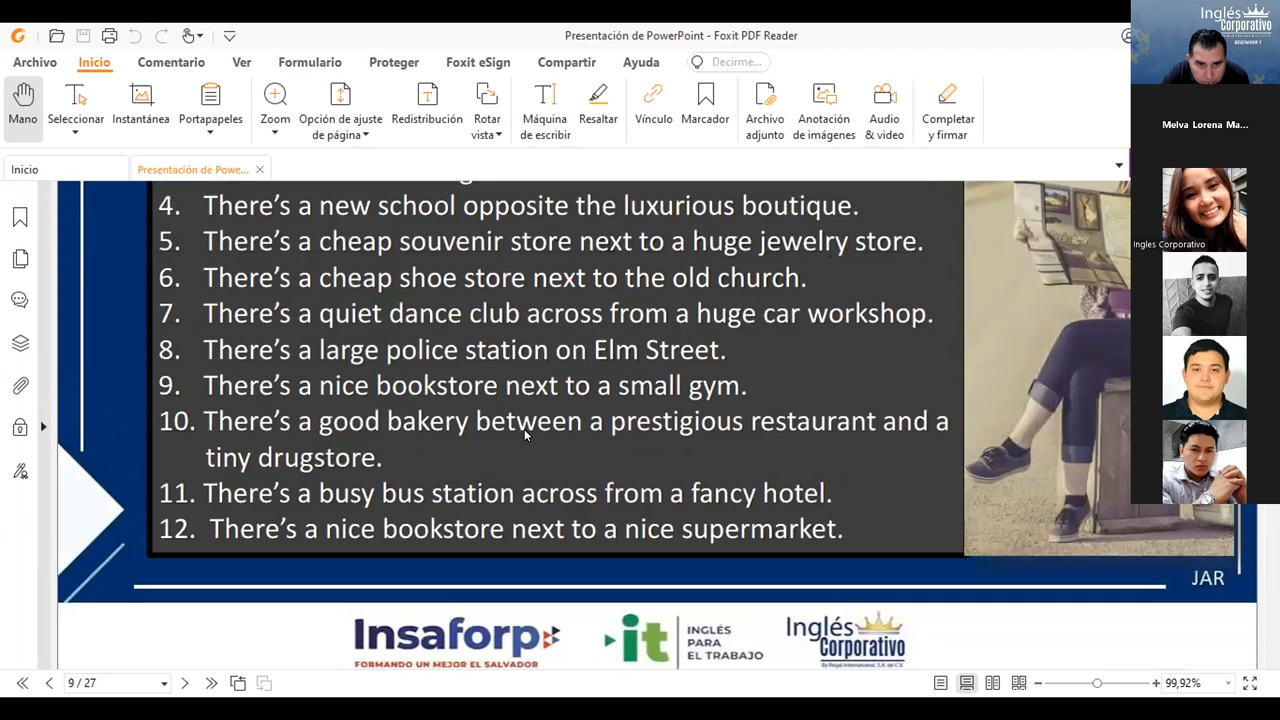 Presentación de PowerPoint - Foxit PDF Reader
Archivo Inicio Comentario Ver Formulario Proteger Foxit eSign Compartir Ayuda Decirme...
Mano Seleccionar Instantánea Portapapeles Zoom Opción de ajuste de página Redistribución Rotar vista Máquina de escribir Resaltar Vínculo Marcador Archivo adjunto Anotación de imágenes Audio & video Completar y firmar
Inicio Presentación de Powe...
4. There's a new school opposite the luxurious boutique.
5. There's a cheap souvenir store next to a huge jewelry store.
6. There's a cheap shoe store next to the old church.
7. There's a quiet dance club across from a huge car workshop.
8. There's a large police station on Elm Street.
9. There's a nice bookstore next to a small gym.
10. There's a good bakery between a prestigious restaurant and a
tiny drugstore.
11. There's a busy bus station across from a fancy hotel.
12. There's a nice bookstore next to a nice supermarket.
JAR
Insaforp
FORMANDO UN MEJOR EL SALVADOR
it
INGLÉS
PARA
EL TRABAJO
Inglés
Corporativo
By Regal International, S.A. de C.V.
9 / 27
99,92%
Inglés
Corporativo
BEGINNER 1
Melva Lorena Ma...
Ingles Corporativo